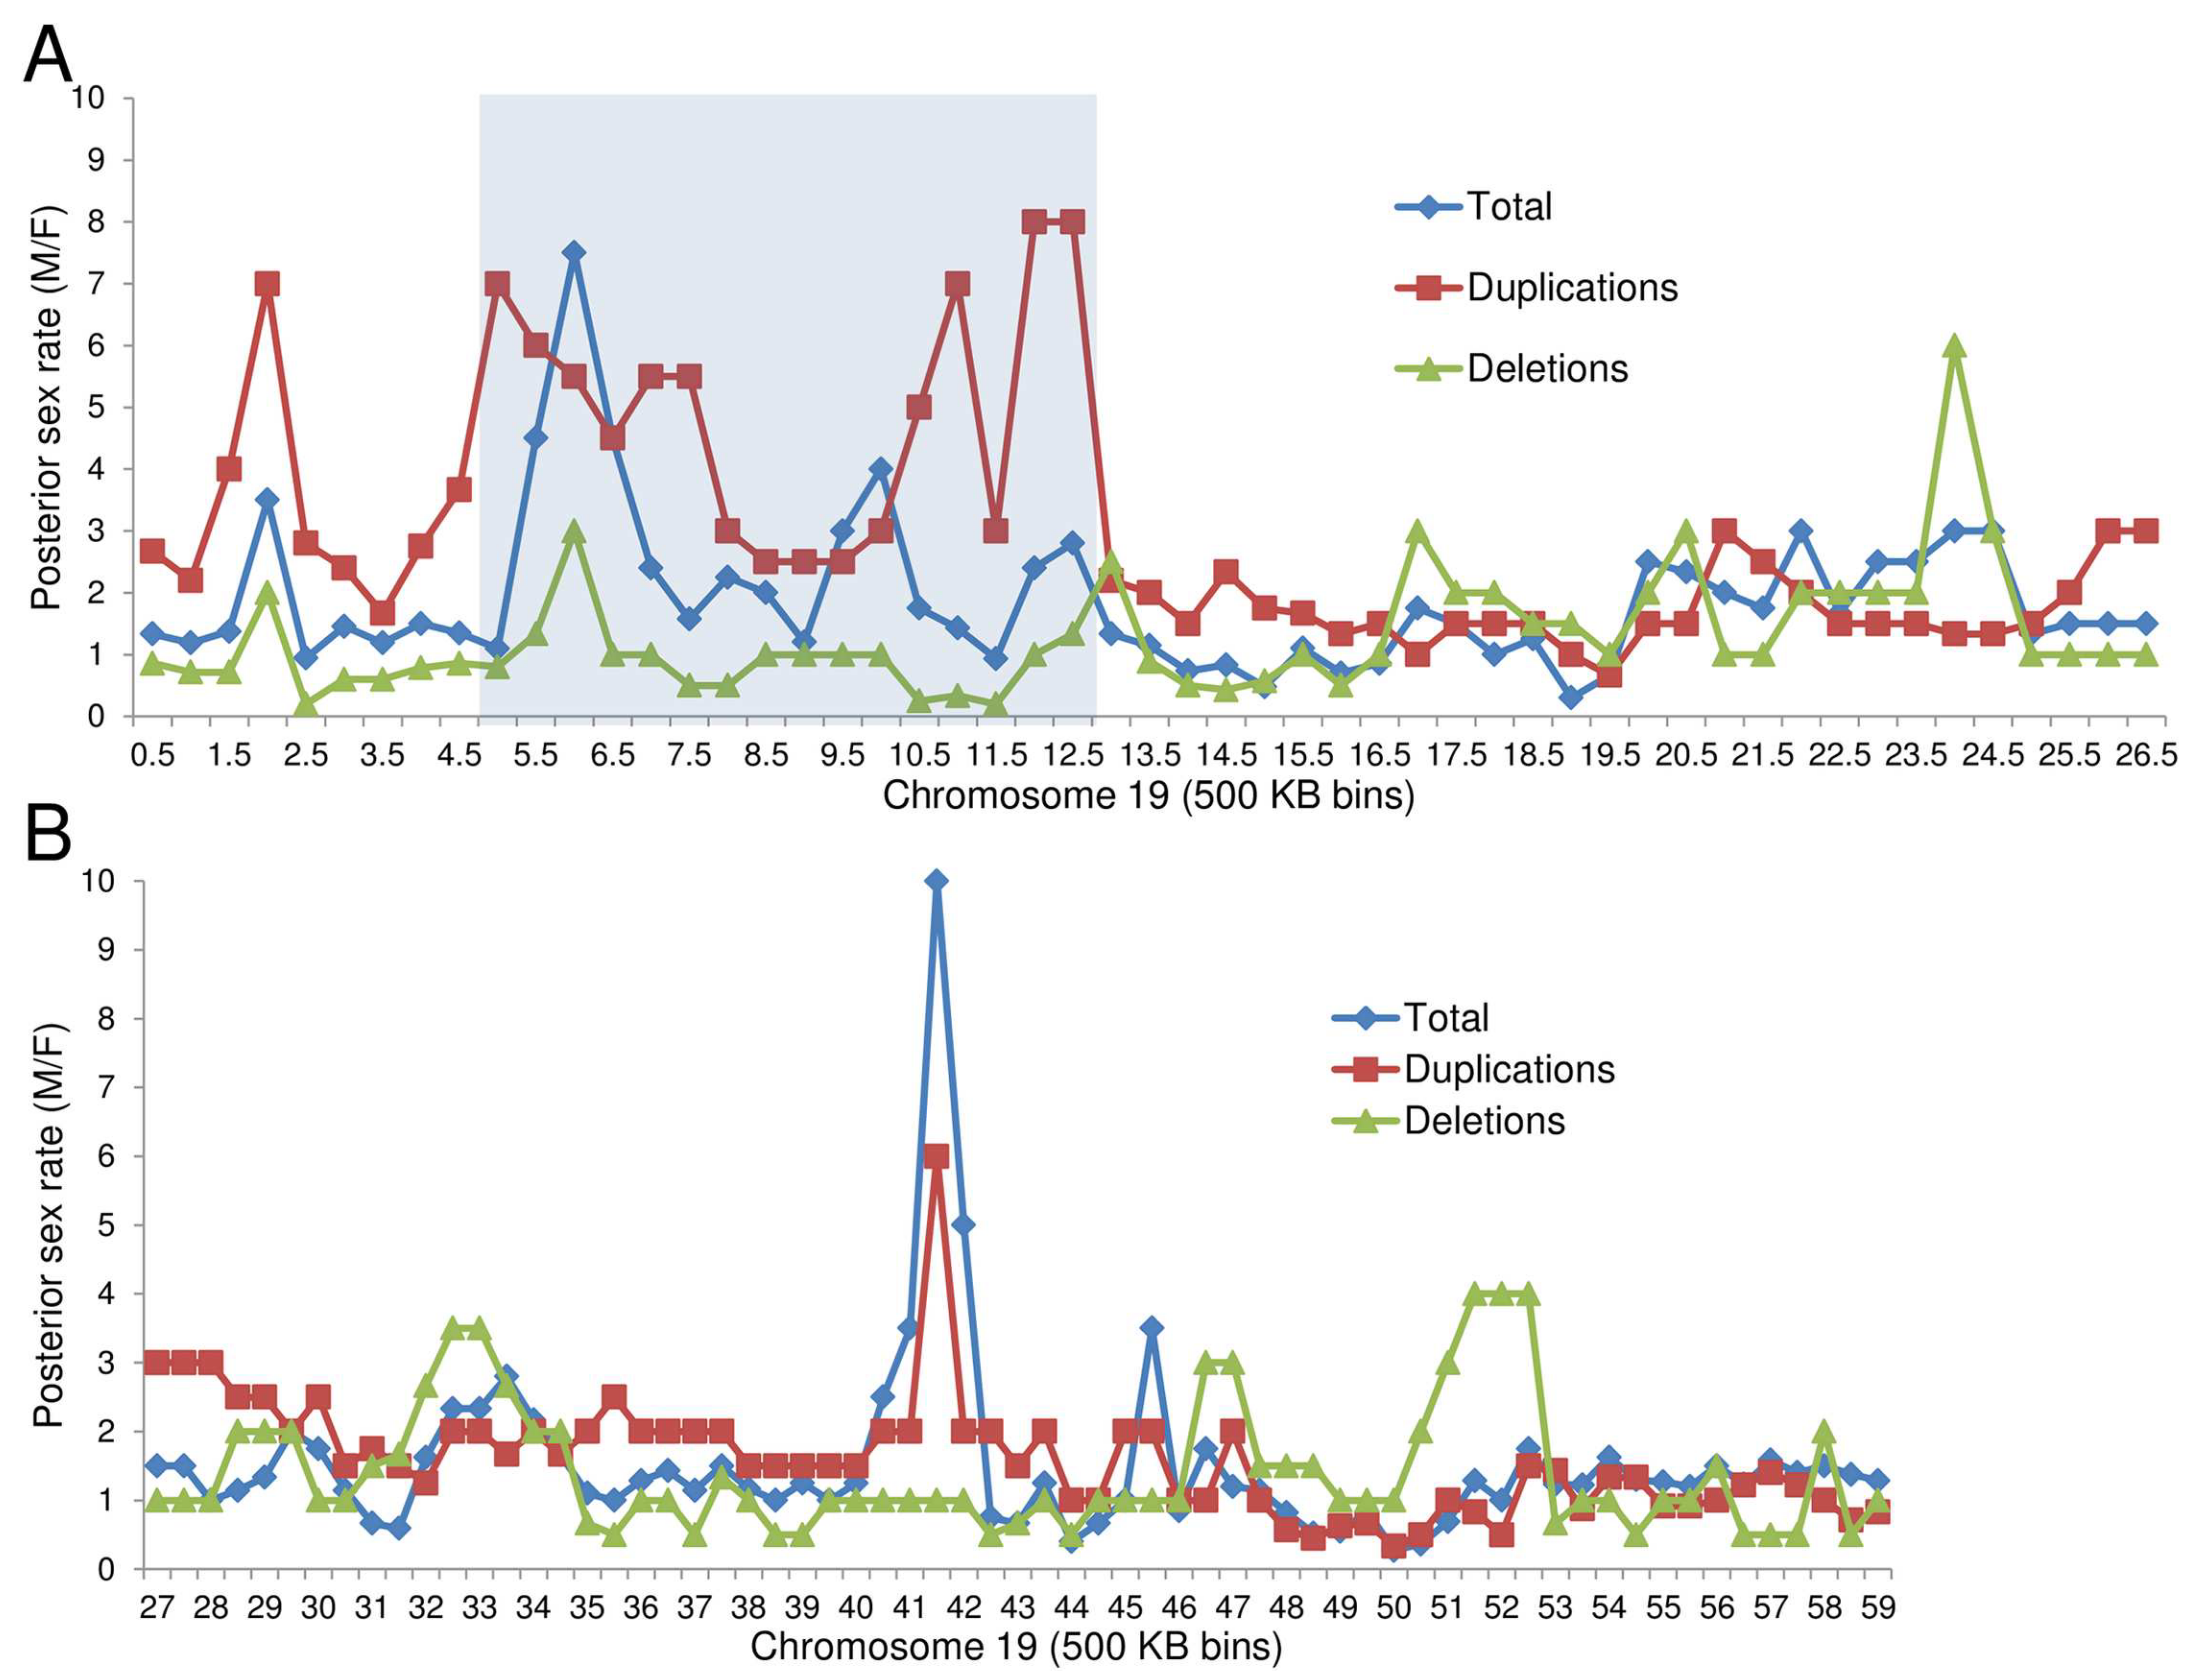 A
10
9
8
7
6
5
4
3
2
1
0
Posterior sex rate (M/F)
Total
Duplications
Deletions
0.5 1.5 2.5 3.5 4.5 5.5 6.5 7.5 8.5 9.5 10.5 11.5 12.5 13.5 14.5 15.5 16.5 17.5 18.5 19.5 20.5 21.5 22.5 23.5 24.5 25.5 26.5
Chromosome 19 (500 KB bins)
B
10
9
8
7
6
5
4
3
2
1
0
Posterior sex rate (M/F)
Total
Duplications
Deletions
27 28 29 30 31 32 33 34 35 36 37 38 39 40 41 42 43 44 45 46 47 48 49 50 51 52 53 54 55 56 57 58 59
Chromosome 19 (500 KB bins)